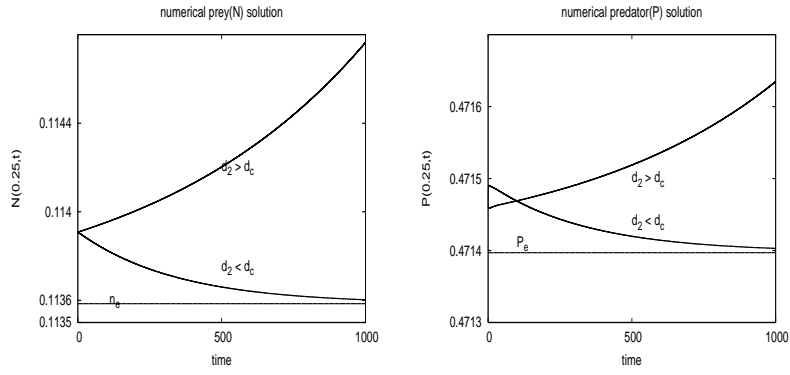 numerical prey(N) solution
N(0.25,t)
0.1144
0.114
0.1136
0.1135
d2 > dc
d2 < dc
ne
0
500
1000
time
numerical predator(P) solution
P(0.25,t)
0.4716
0.4715
0.4714
0.4713
d2 > dc
d2 < dc
Pe
0
500
1000
time